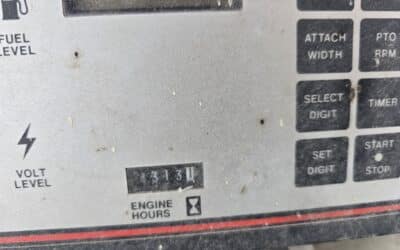 FUEL
LEVEL
ATTACH
WIDTH
PTO
RPM
SELECT
DIGIT
TIMER
VOLT
LEVEL
SET
DIGIT
START
STOP
ENGINE
HOURS